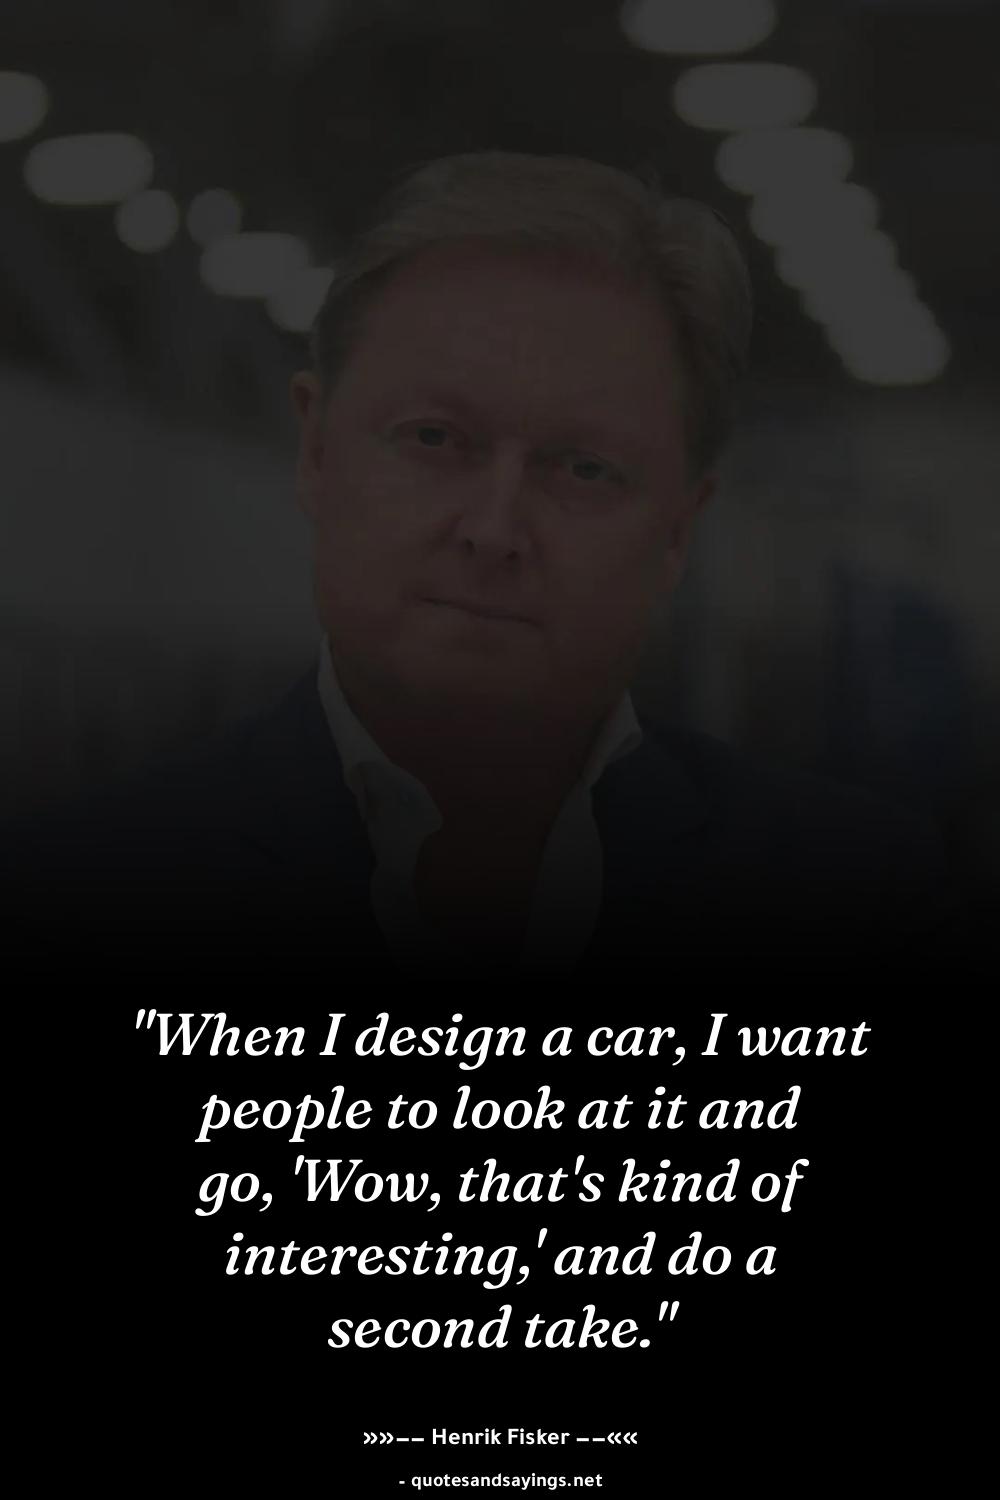 "When I design a car, I want
people to look at it and
go, 'Wow, that's kind of
interesting,' and do a
second take."
»»−− Henrik Fisker −−««
- quotesandsayings.net